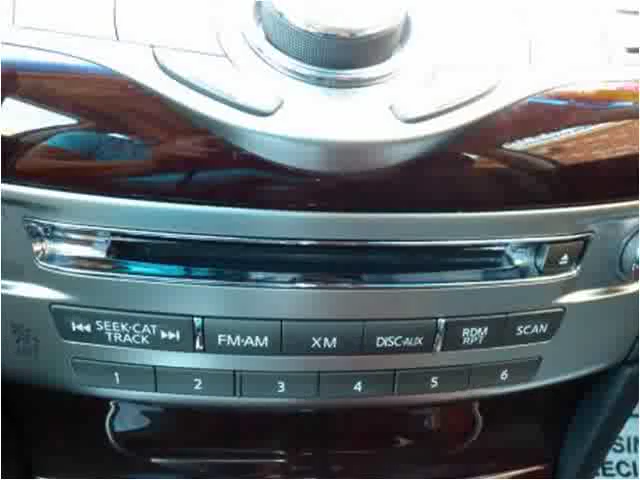 SEEK·CAT
TRACK
FM·AM
XM
DISC·AUX
RDM
RPT
SCAN
1
2
3
4
5
6